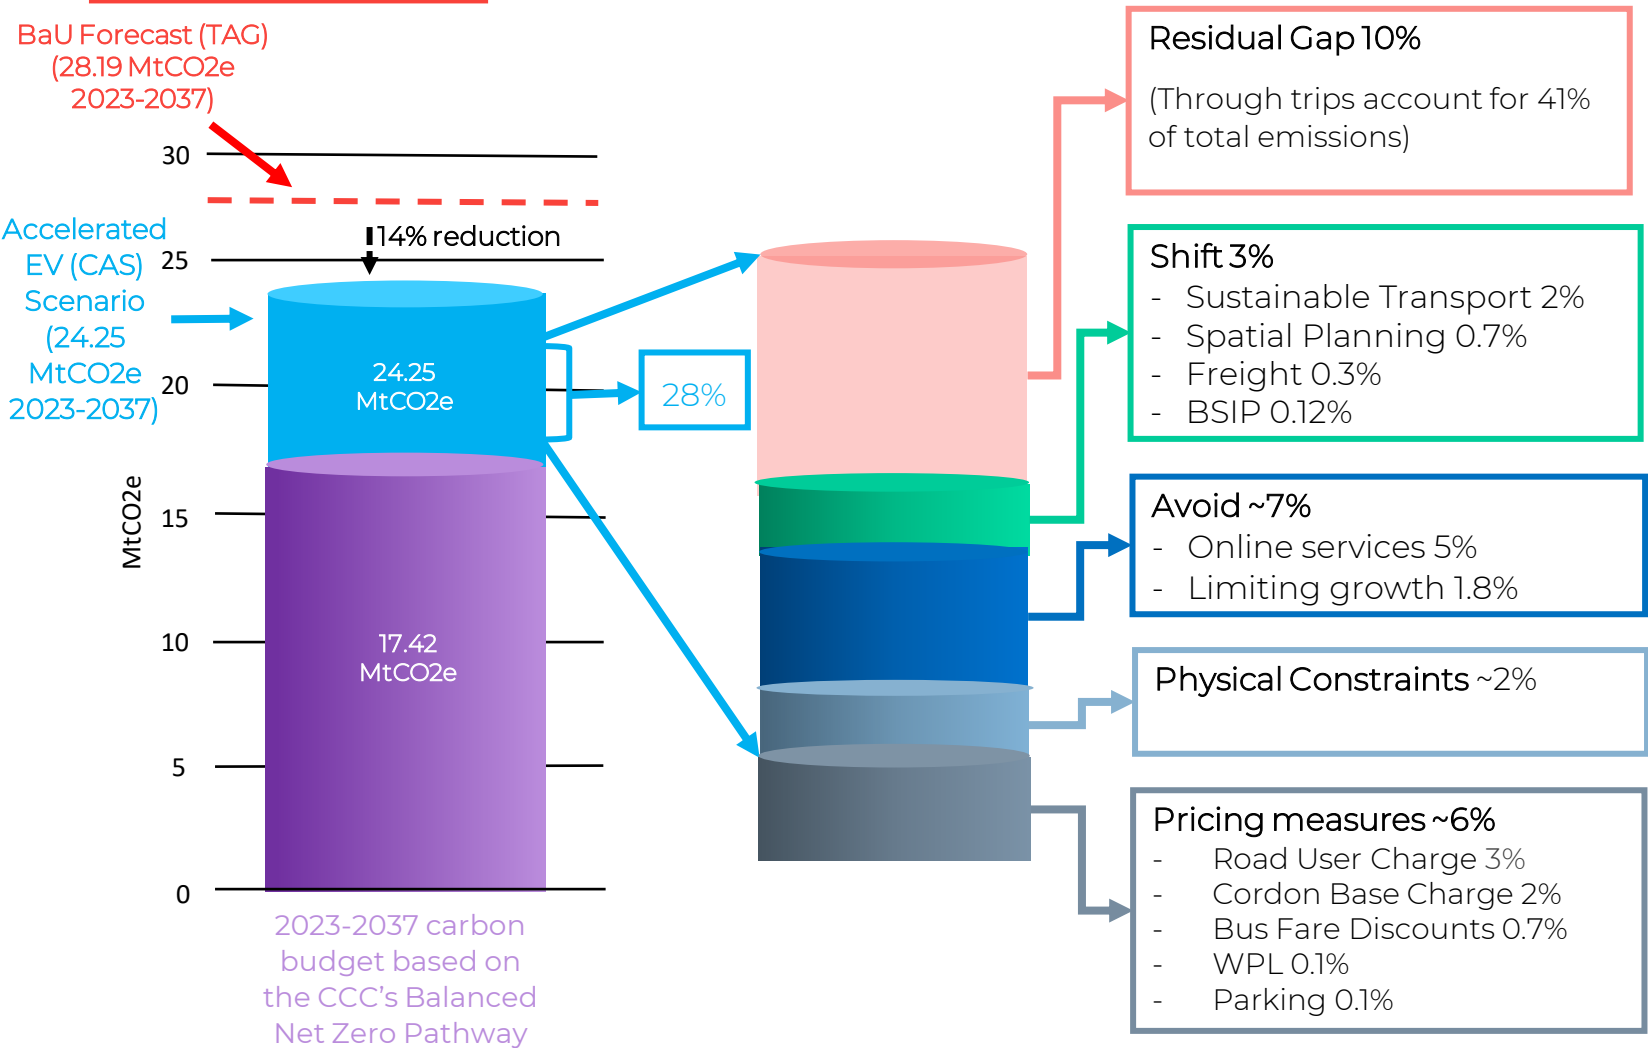 BaU Forecast (TAG)
(28.19 MtCO2e
2023-2037)
30
14% reduction
Accelerated
EV (CAS)
Scenario
(24.25
MtCO2e
2023-2037)
25
20
15
10
5
0
MtCO2e
24.25
MtCO2e
28%
17.42
MtCO2e
2023-2037 carbon
budget based on
the CCC’s Balanced
Net Zero Pathway
Residual Gap 10%
(Through trips account for 41%
of total emissions)
Shift 3%
- Sustainable Transport 2%
- Spatial Planning 0.7%
- Freight 0.3%
- BSIP 0.12%
Avoid ~7%
- Online services 5%
- Limiting growth 1.8%
Physical Constraints ~2%
Pricing measures ~6%
- Road User Charge 3%
- Cordon Base Charge 2%
- Bus Fare Discounts 0.7%
- WPL 0.1%
- Parking 0.1%